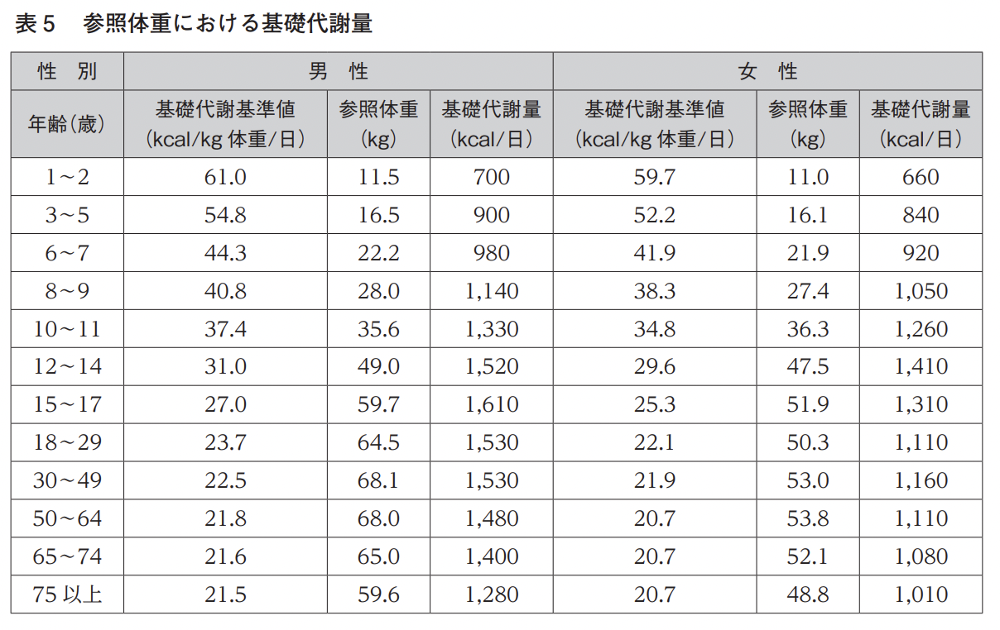 表5 参照体重における基礎代謝量
性 別 男 性 女 性
年齢（歳） 基礎代謝基準値（kcal/kg 体重/日） 参照体重（kg） 基礎代謝量（kcal/日） 基礎代謝基準値（kcal/kg 体重/日） 参照体重（kg） 基礎代謝量（kcal/日）
1～2 61.0 11.5 700 59.7 11.0 660
3～5 54.8 16.5 900 52.2 16.1 840
6～7 44.3 22.2 980 41.9 21.9 920
8～9 40.8 28.0 1,140 38.3 27.4 1,050
10～11 37.4 35.6 1,330 34.8 36.3 1,260
12～14 31.0 49.0 1,520 29.6 47.5 1,410
15～17 27.0 59.7 1,610 25.3 51.9 1,310
18～29 23.7 64.5 1,530 22.1 50.3 1,110
30～49 22.5 68.1 1,530 21.9 53.0 1,160
50～64 21.8 68.0 1,480 20.7 53.8 1,110
65～74 21.6 65.0 1,400 20.7 52.1 1,080
75 以上 21.5 59.6 1,280 20.7 48.8 1,010